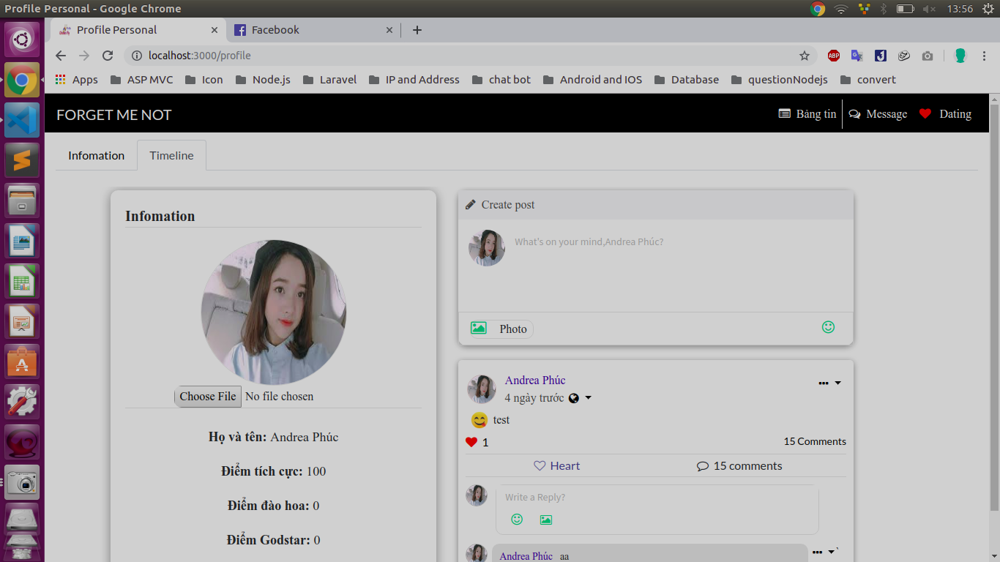 Profile Personal - Google Chrome
13:56
Profile Personal
Facebook
localhost:3000/profile
ABP
Apps ASP MVC Icon Node.js Laravel IP and Address chat bot Android and IOS Database questionNodejs convert
FORGET ME NOT
Bảng tin Message Dating
Infomation Timeline
Infomation
Choose File No file chosen
Họ và tên: Andrea Phúc
Điểm tích cực: 100
Điểm đào hoa: 0
Điểm Godstar: 0
Create post
What's on your mind,Andrea Phúc?
Photo
Andrea Phúc
4 ngày trước
test
1
15 Comments
Heart 15 comments
Write a Reply?
Andrea Phúc aa